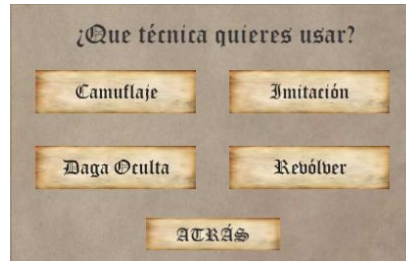 ¿Que técnica quieres usar?
Camuflaje
Imitación
Daga Oculta
Revólver
ATRÁS